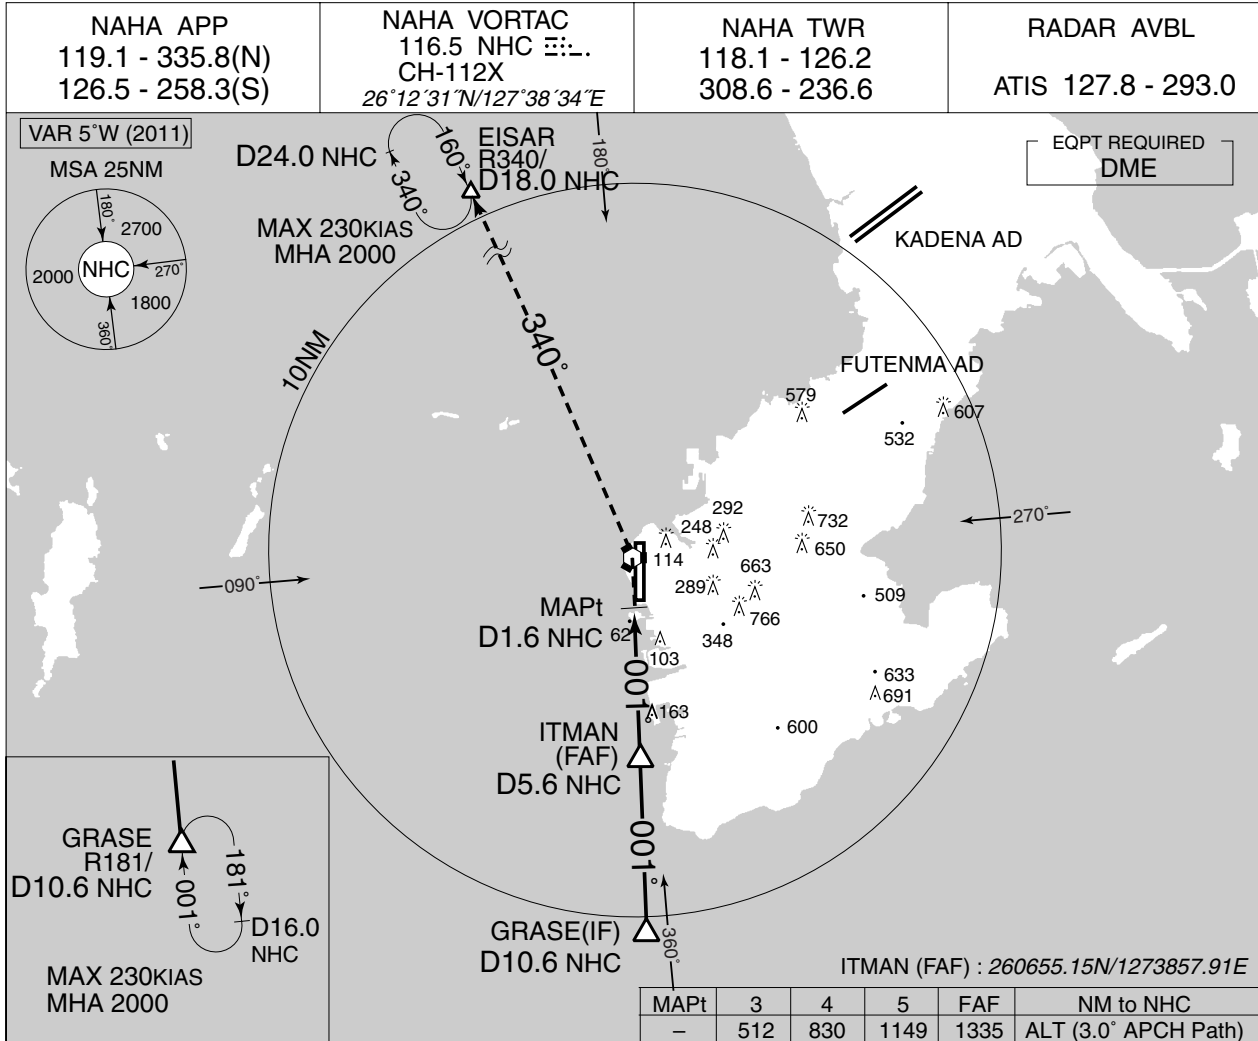 NAHA APP
119.1 - 335.8(N)
126.5 - 258.3(S)
NAHA VORTAC
116.5 NHC
CH-112X
26°12´31˝N/127°38´34˝E
NAHA TWR
118.1 - 126.2
308.6 - 236.6
RADAR AVBL
ATIS 127.8 - 293.0
VAR 5°W (2011)
MSA 25NM
180°
2700
2000
NHC
270°
1800
360°
D24.0 NHC
160°
340°
EISAR
R340/
D18.0 NHC
MAX 230KIAS
MHA 2000
180°
EQPT REQUIRED
DME
KADENA AD
10NM
340°
FUTENMA AD
579
607
532
292
248
732
114
650
270°
663
289
090°
509
766
MAPt
D1.6 NHC
62
348
103
001°
633
691
163
600
ITMAN
(FAF)
D5.6 NHC
001°
GRASE
R181/
D10.6 NHC
181°
001°
D16.0
NHC
MAX 230KIAS
MHA 2000
GRASE(IF)
D10.6 NHC
360°
ITMAN (FAF) : 260655.15N/1273857.91E
MAPt 3 4 5 FAF NM to NHC
– 512 830 1149 1335 ALT (3.0° APCH Path)